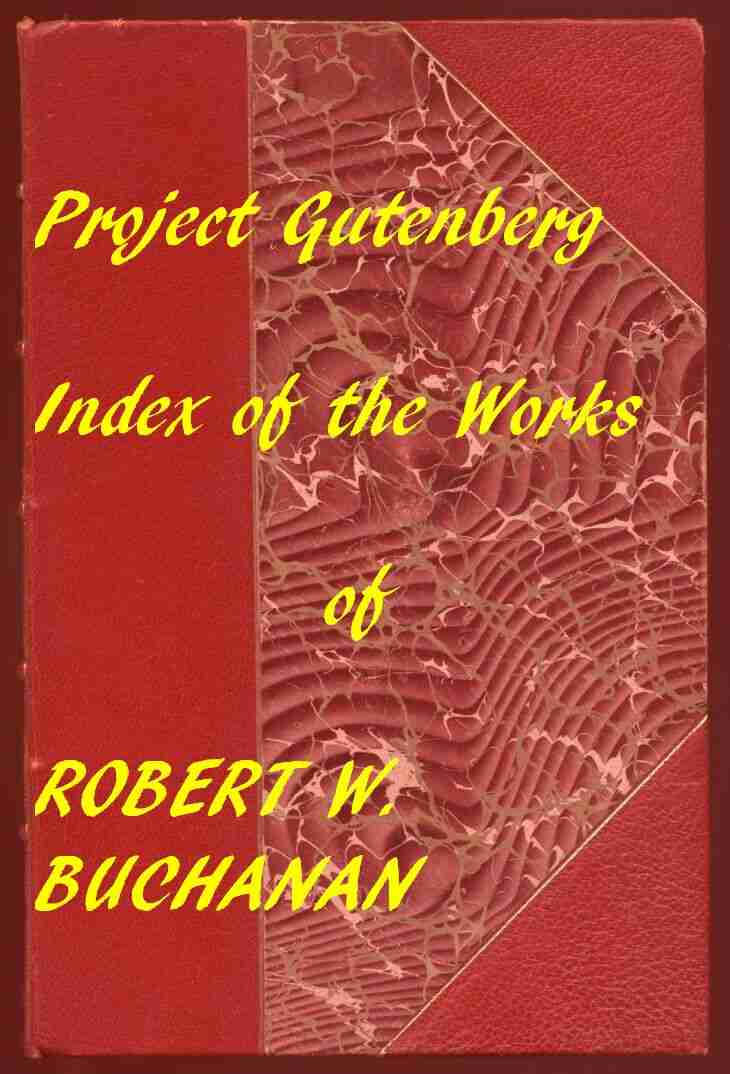 Project Gutenberg
Index of the Works
of
ROBERT W.
BUCHANAN